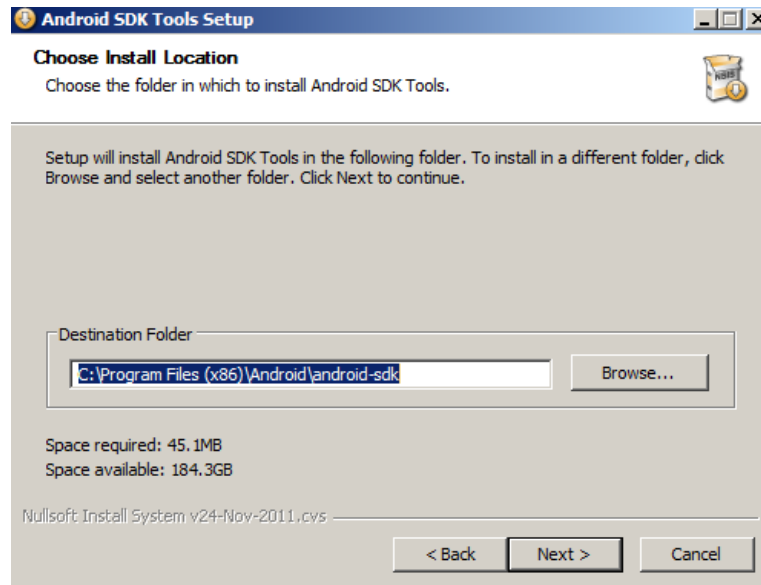 Android SDK Tools Setup
Choose Install Location
Choose the folder in which to install Android SDK Tools.
NSIS
Setup will install Android SDK Tools in the following folder. To install in a different folder, click
Browse and select another folder. Click Next to continue.
Destination Folder
C:\Program Files (x86)\Android\android-sdk
Browse...
Space required: 45.1MB
Space available: 184.3GB
Nullsoft Install System v24-Nov-2011.cvs
< Back Next > Cancel